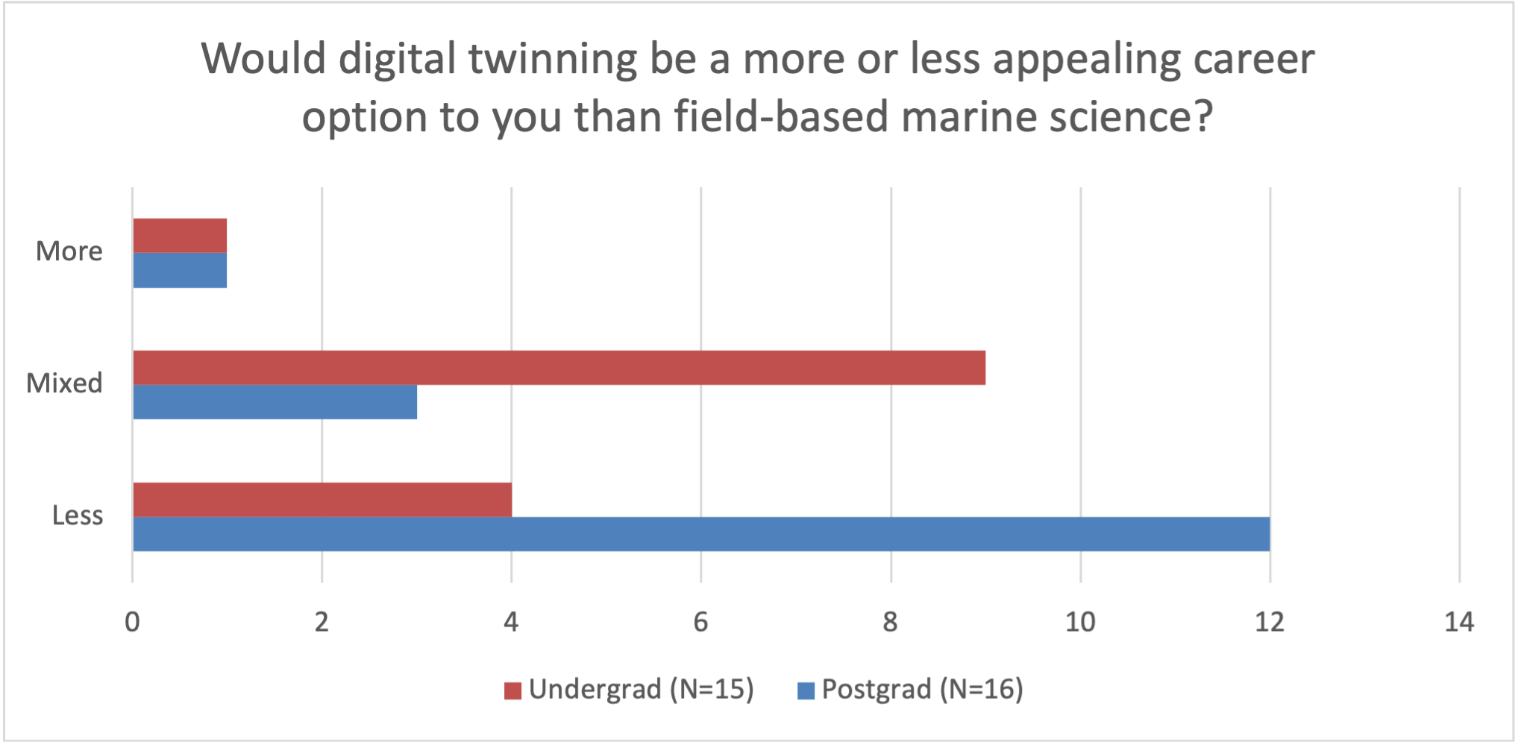 Would digital twinning be a more or less appealing career
option to you than field-based marine science?
More
Mixed
Less
0 2 4 6 8 10 12 14
Undergrad (N=15) Postgrad (N=16)